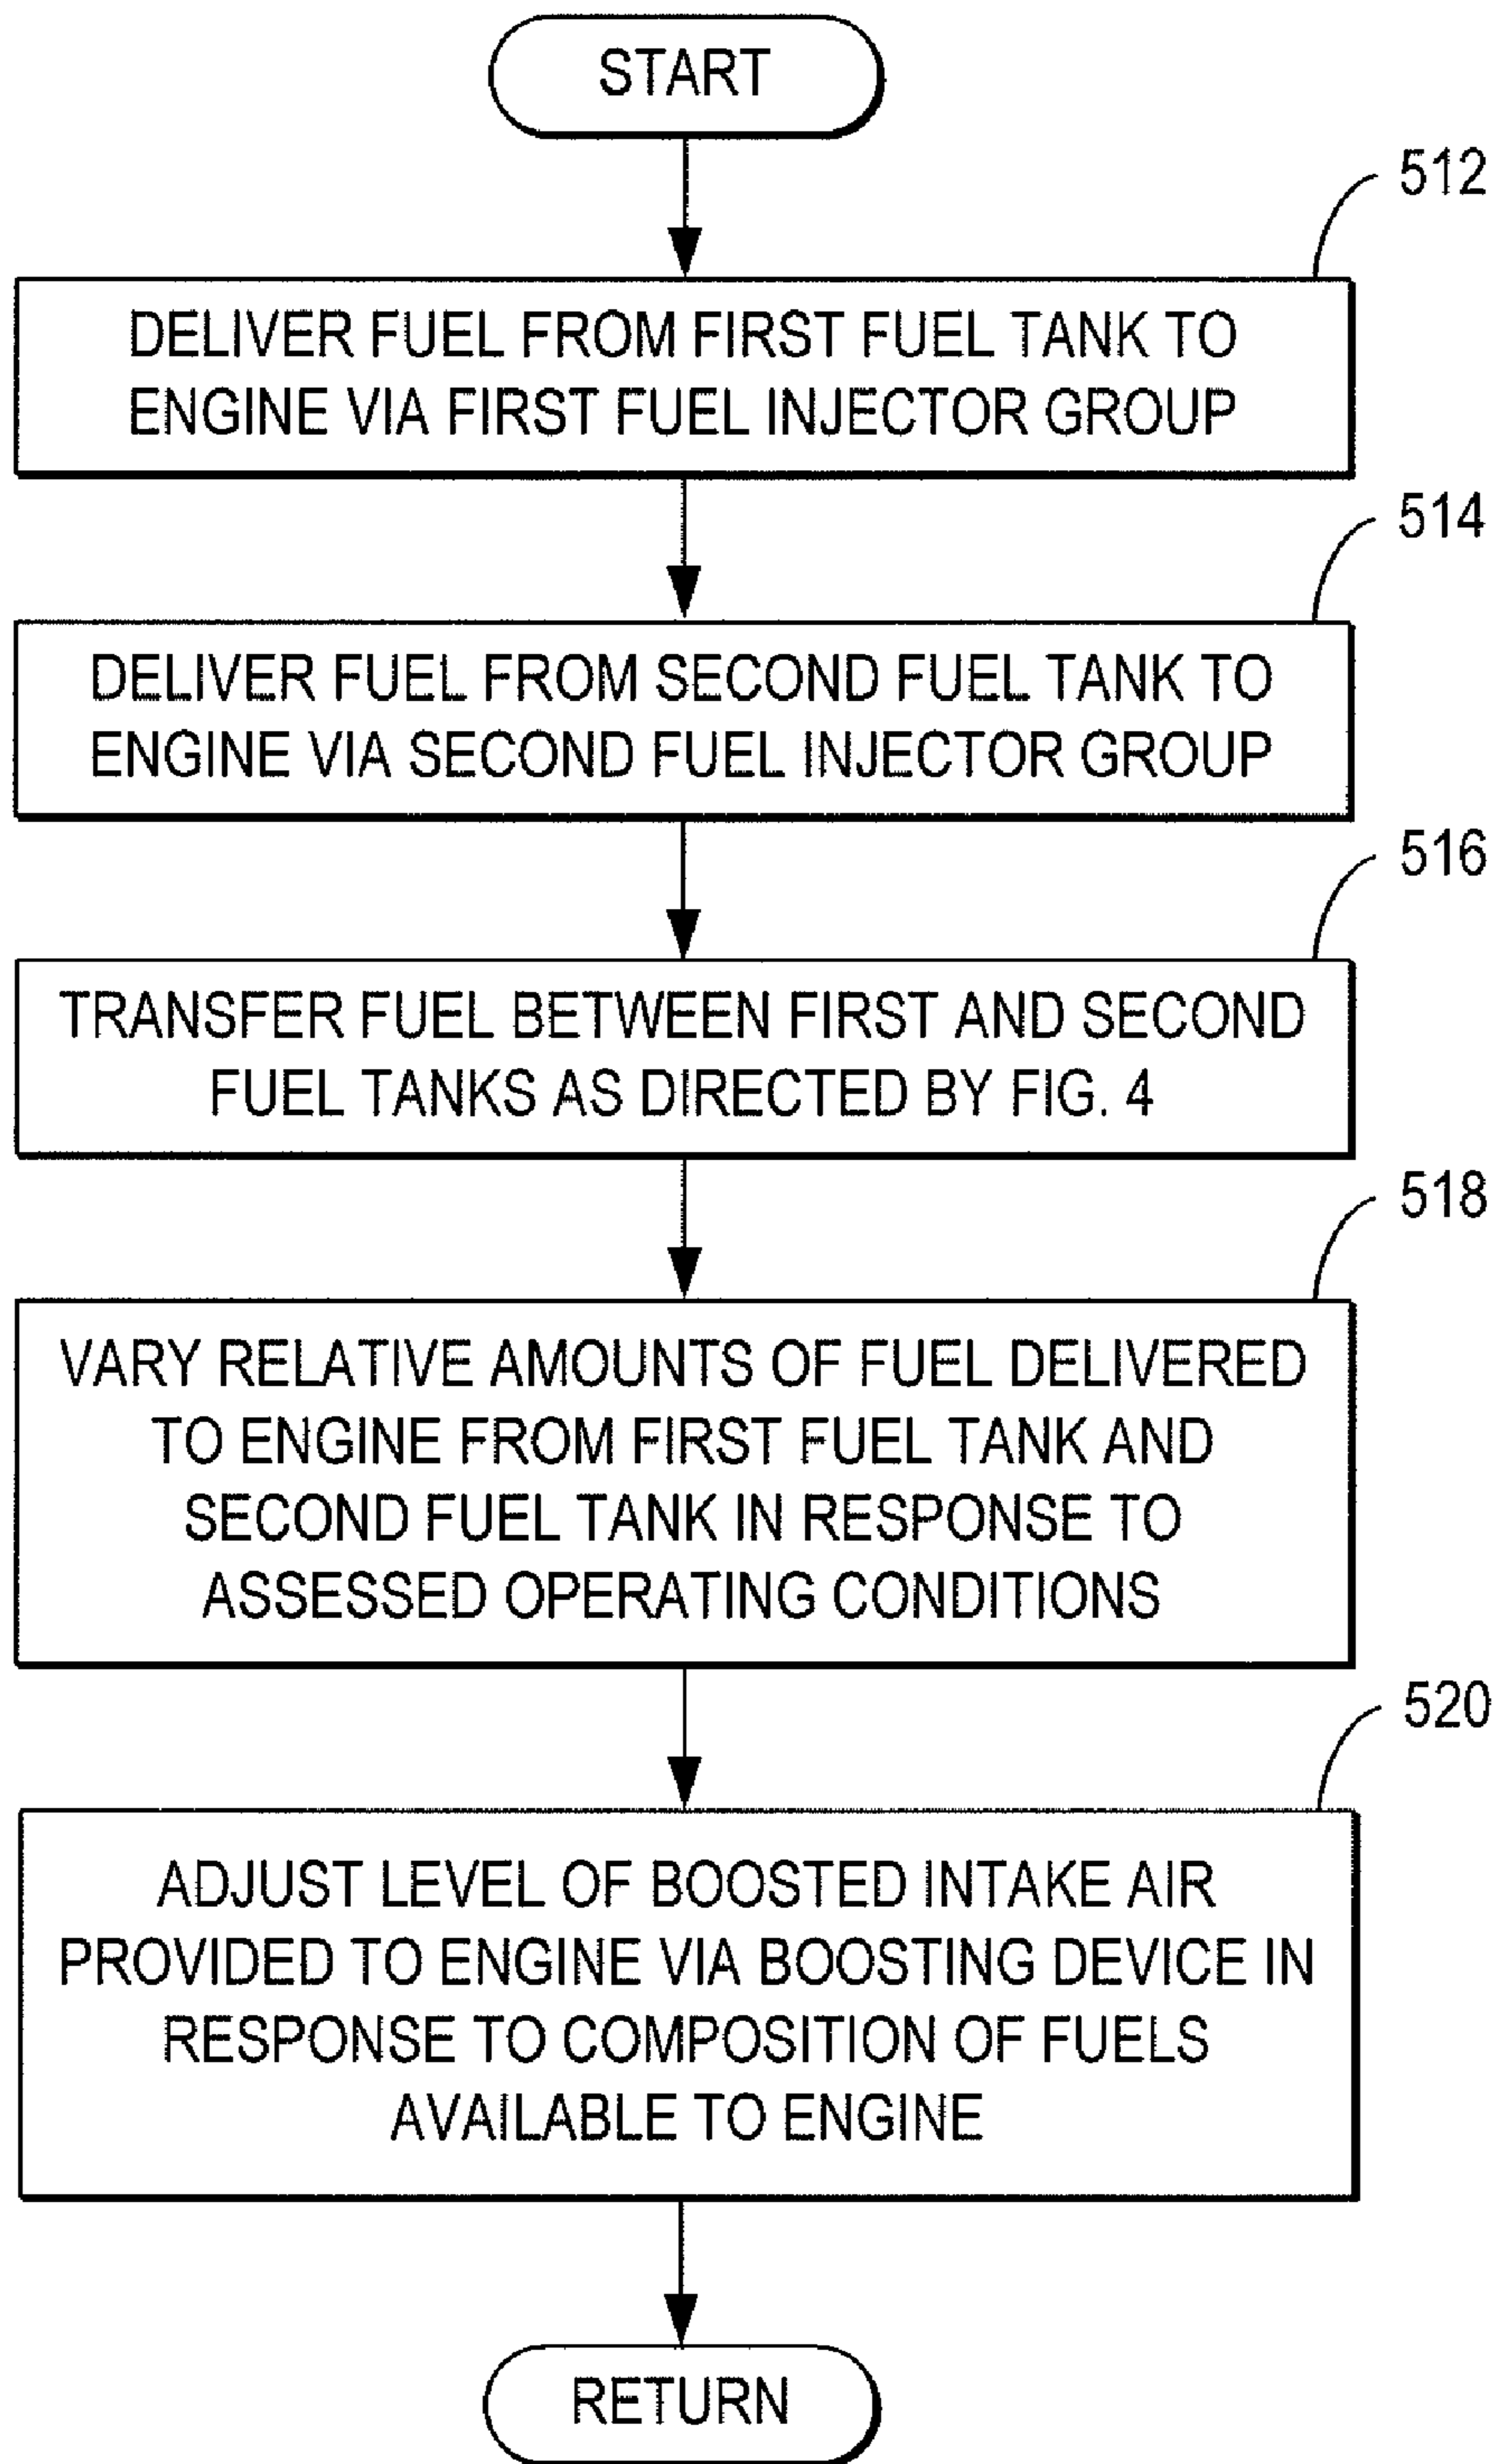 START
512
DELIVER FUEL FROM FIRST FUEL TANK TO
ENGINE VIA FIRST FUEL INJECTOR GROUP
514
DELIVER FUEL FROM SECOND FUEL TANK TO
ENGINE VIA SECOND FUEL INJECTOR GROUP
516
TRANSFER FUEL BETWEEN FIRST AND SECOND
FUEL TANKS AS DIRECTED BY FIG. 4
518
VARY RELATIVE AMOUNTS OF FUEL DELIVERED
TO ENGINE FROM FIRST FUEL TANK AND
SECOND FUEL TANK IN RESPONSE TO
ASSESSED OPERATING CONDITIONS
520
ADJUST LEVEL OF BOOSTED INTAKE AIR
PROVIDED TO ENGINE VIA BOOSTING DEVICE IN
RESPONSE TO COMPOSITION OF FUELS
AVAILABLE TO ENGINE
RETURN